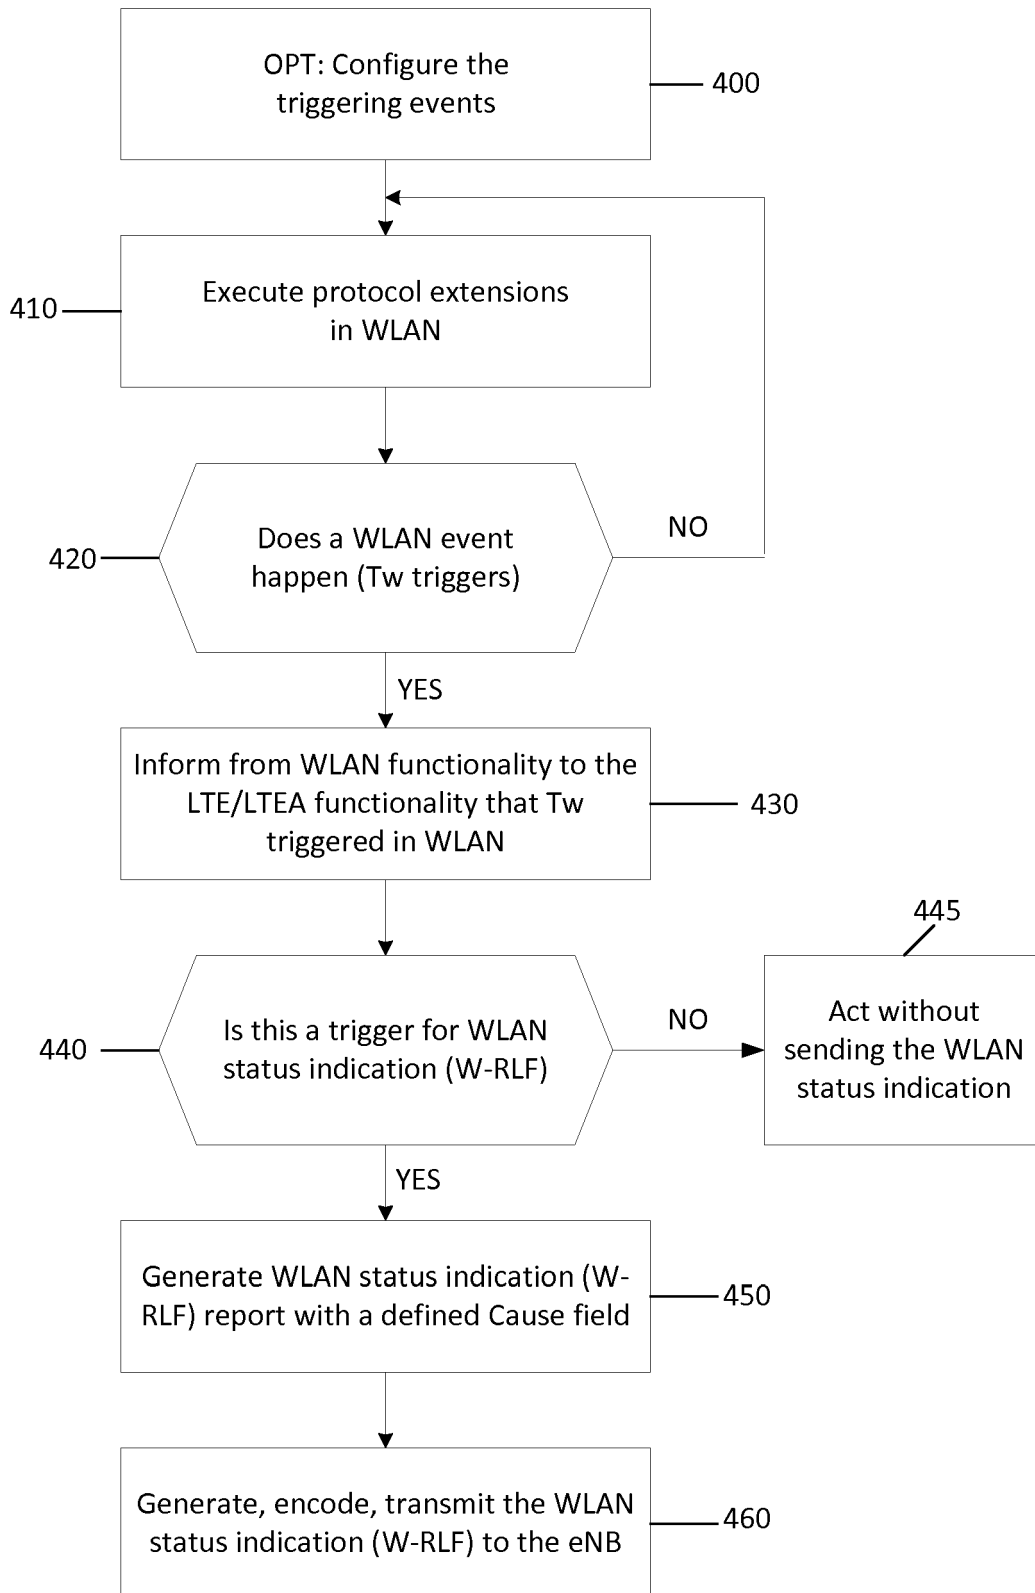 OPT: Configure the
triggering events
400
Execute protocol extensions
in WLAN
410
Does a WLAN event
happen (Tw triggers)
420
NO
YES
Inform from WLAN functionality to the
LTE/LTEA functionality that Tw
triggered in WLAN
430
445
Is this a trigger for WLAN
status indication (W-RLF)
440
NO
Act without
sending the WLAN
status indication
YES
Generate WLAN status indication (W-
RLF) report with a defined Cause field
450
Generate, encode, transmit the WLAN
status indication (W-RLF) to the eNB
460